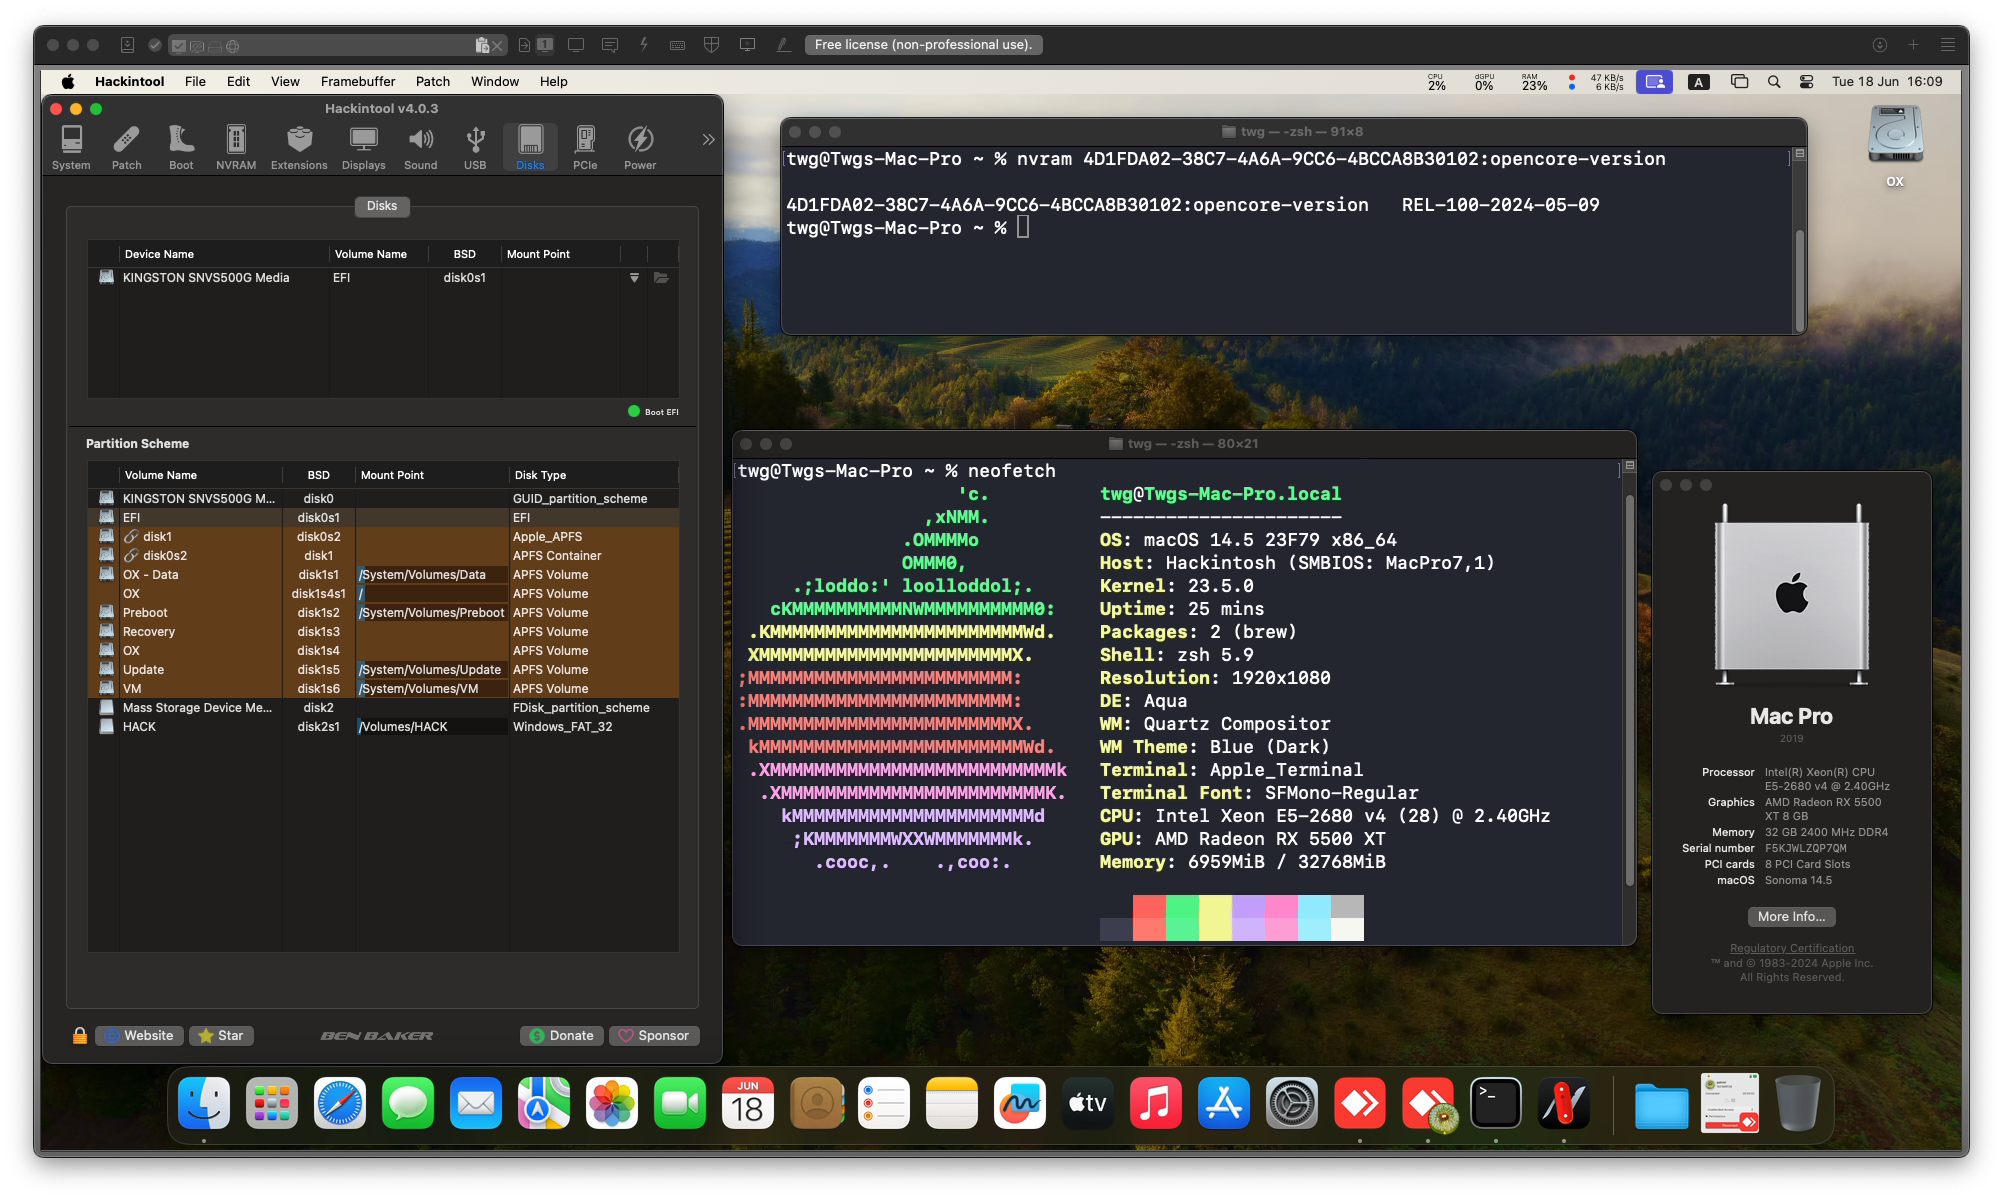 1
Free license (non-professional use).
Hackintool File Edit View Framebuffer Patch Window Help
CPU 2% dGPU 0% RAM 23% 47 KB/s 6 KB/s A Tue 18 Jun 16:09
Hackintool v4.0.3
System Patch Boot NVRAM Extensions Displays Sound USB Disks PCIe Power
Disks
Device Name Volume Name BSD Mount Point
KINGSTON SNVS500G Media EFI disk0s1
Boot EFI
Partition Scheme
Volume Name BSD Mount Point Disk Type
KINGSTON SNVS500G M... disk0 GUID_partition_scheme
EFI disk0s1 EFI
disk1 disk0s2 Apple_APFS
disk0s2 disk1 APFS Container
OX - Data disk1s1 /System/Volumes/Data APFS Volume
OX disk1s4s1 / APFS Volume
Preboot disk1s2 /System/Volumes/Preboot APFS Volume
Recovery disk1s3 APFS Volume
OX disk1s4 APFS Volume
Update disk1s5 /System/Volumes/Update APFS Volume
VM disk1s6 /System/Volumes/VM APFS Volume
Mass Storage Device Me... disk2 FDisk_partition_scheme
HACK disk2s1 /Volumes/HACK Windows_FAT_32
Website Star BEN BAKER Donate Sponsor
twg — -zsh — 91×8
[twg@Twgs-Mac-Pro ~ % nvram 4D1FDA02-38C7-4A6A-9CC6-4BCCA8B30102:opencore-version ]
4D1FDA02-38C7-4A6A-9CC6-4BCCA8B30102:opencore-version REL-100-2024-05-09
twg@Twgs-Mac-Pro ~ %
OX
twg — -zsh — 80×21
[twg@Twgs-Mac-Pro ~ % neofetch ]
'c. twg@Twgs-Mac-Pro.local
,xNMM. ----------------------
.OMMMMo OS: macOS 14.5 23F79 x86_64
OMMM0, Host: Hackintosh (SMBIOS: MacPro7,1)
.;loddo:' loolloddol;. Kernel: 23.5.0
cKMMMMMMMMMMNWMMMMMMMMMM0: Uptime: 25 mins
.KMMMMMMMMMMMMMMMMMMMMMMMWd. Packages: 2 (brew)
XMMMMMMMMMMMMMMMMMMMMMMMX. Shell: zsh 5.9
;MMMMMMMMMMMMMMMMMMMMMMMM: Resolution: 1920x1080
:MMMMMMMMMMMMMMMMMMMMMMMM: DE: Aqua
.MMMMMMMMMMMMMMMMMMMMMMMMX. WM: Quartz Compositor
kMMMMMMMMMMMMMMMMMMMMMMMMWd. WM Theme: Blue (Dark)
.XMMMMMMMMMMMMMMMMMMMMMMMMMMk Terminal: Apple_Terminal
.XMMMMMMMMMMMMMMMMMMMMMMMMK. Terminal Font: SFMono-Regular
kMMMMMMMMMMMMMMMMMMMMMMd CPU: Intel Xeon E5-2680 v4 (28) @ 2.40GHz
;KMMMMMMMWXXWMMMMMMMk. GPU: AMD Radeon RX 5500 XT
.cooc,. .,coo:. Memory: 6959MiB / 32768MiB
Mac Pro
2019
Processor Intel(R) Xeon(R) CPU
E5-2680 v4 @ 2.40GHz
Graphics AMD Radeon RX 5500
XT 8 GB
Memory 32 GB 2400 MHz DDR4
Serial number F5KJWLZQP7QM
PCI cards 8 PCI Card Slots
macOS Sonoma 14.5
More Info...
Regulatory Certification
™ and © 1983-2024 Apple Inc.
All Rights Reserved.
JUN
18
tv
>_